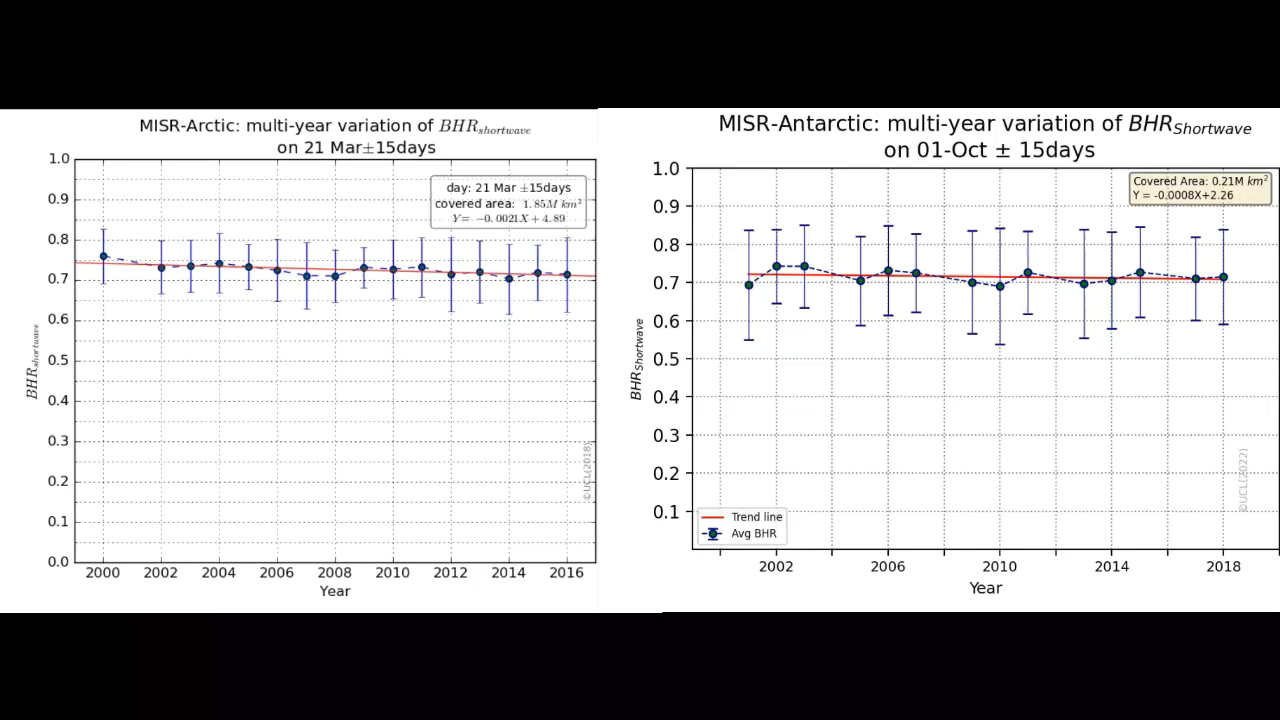 MISR-Arctic: multi-year variation of BHR_shortwave
on 21 Mar±15days
1.0
0.9
0.8
0.7
0.6
0.5
0.4
0.3
0.2
0.1
0.0
BHR_shortwave
day: 21 Mar ±15days
covered area: 1.85M km²
Y = −0.0021X + 4.89
©UCL(2018)
2000 2002 2004 2006 2008 2010 2012 2014 2016
Year
MISR-Antarctic: multi-year variation of BHR_Shortwave
on 01-Oct ± 15days
1.0
0.9
0.8
0.7
0.6
0.5
0.4
0.3
0.2
0.1
BHR_Shortwave
Covered Area: 0.21M km²
Y = -0.0008X+2.26
©UCL(2022)
Trend line
Avg BHR
2002 2006 2010 2014 2018
Year